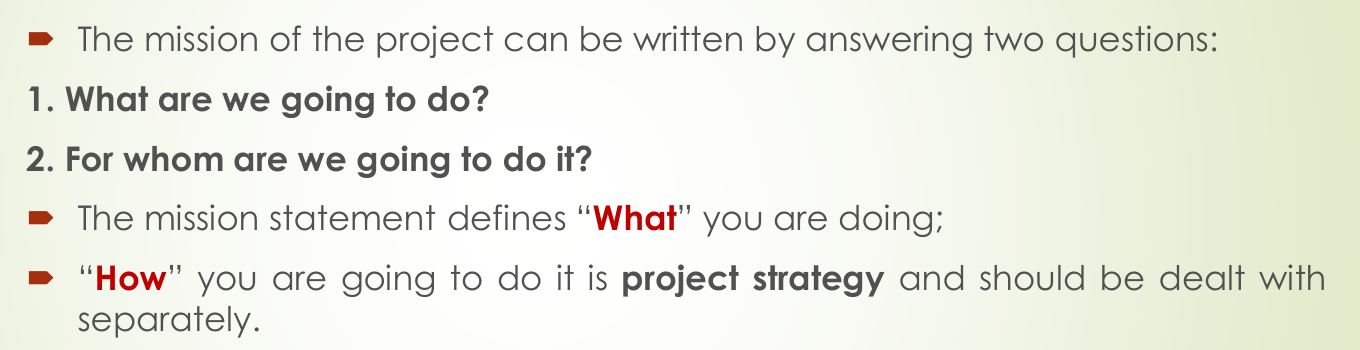 The mission of the project can be written by answering two questions:
1. What are we going to do?
2. For whom are we going to do it?
The mission statement defines “What” you are doing;
“How” you are going to do it is project strategy and should be dealt with
separately.